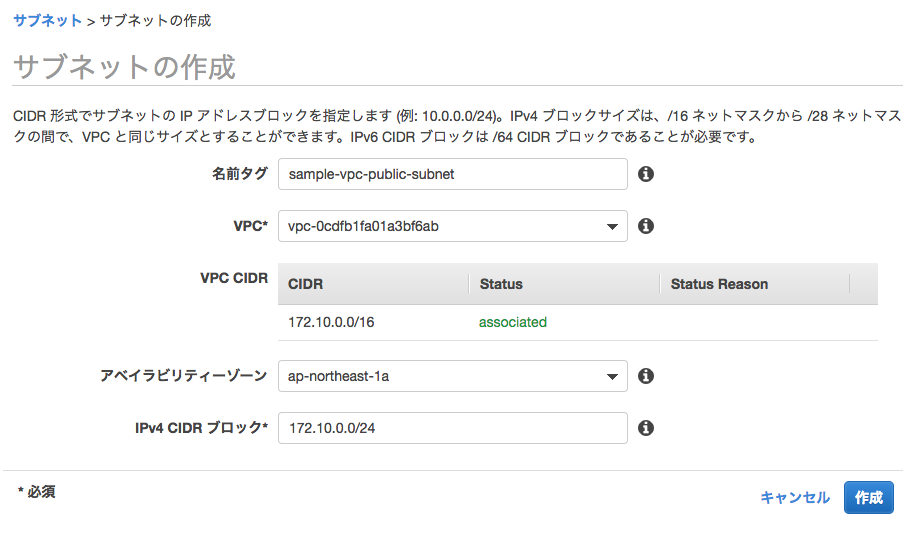 サブネット > サブネットの作成
サブネットの作成
CIDR 形式でサブネットの IP アドレスブロックを指定します (例: 10.0.0.0/24)。IPv4 ブロックサイズは、/16 ネットマスクから /28 ネットマス
クの間で、VPC と同じサイズとすることができます。IPv6 CIDR ブロックは /64 CIDR ブロックであることが必要です。
名前タグ sample-vpc-public-subnet
VPC* vpc-0cdfb1fa01a3bf6ab
VPC CIDR CIDR Status Status Reason
172.10.0.0/16 associated
アベイラビリティーゾーン ap-northeast-1a
IPv4 CIDR ブロック* 172.10.0.0/24
* 必須 キャンセル 作成